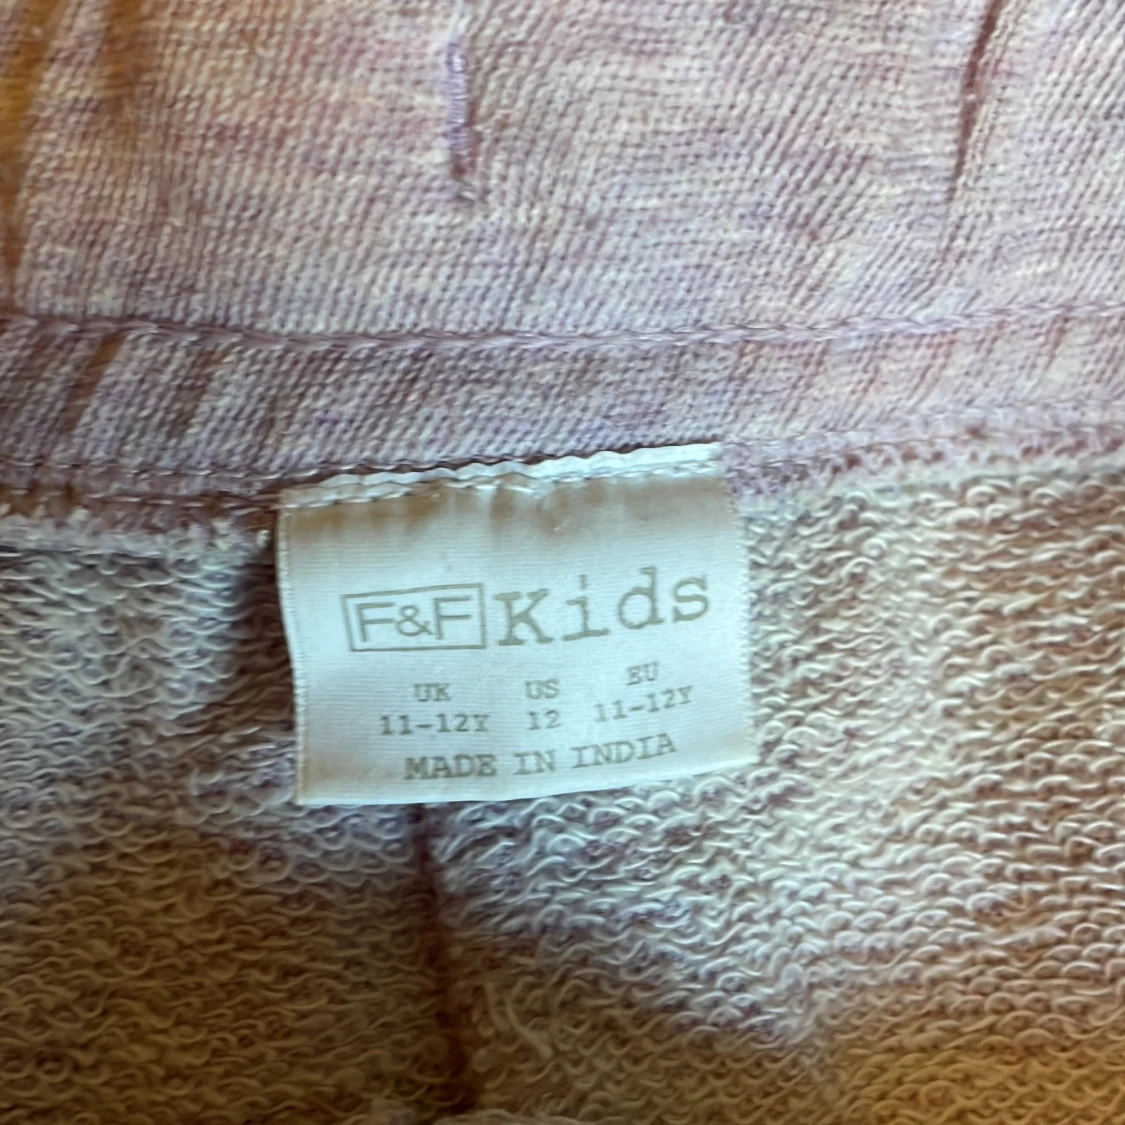 F&F Kids
UK US EU
11-12Y 12 11-12Y
MADE IN INDIA